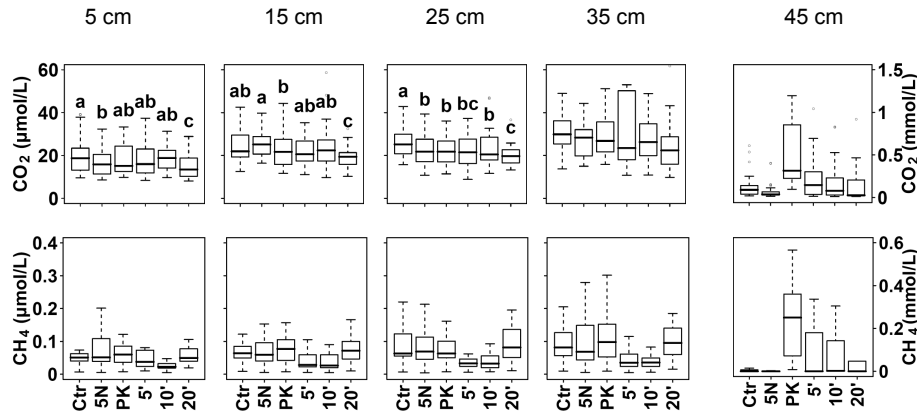 5 cm 15 cm 25 cm 35 cm 45 cm
60 1.5
a b ab ab ab c ab a b ab ab c a b b bc b c
40 1
20 0.5
0 0
CO₂ (µmol/L) CO₂ (mmol/L)
0.4 0.6
0.3 0.4
0.2 0.2
0.1
0 0
CH₄ (µmol/L) CH₄ (mmol/L)
Ctr 5N PK 5' 10' 20' Ctr 5N PK 5' 10' 20' Ctr 5N PK 5' 10' 20' Ctr 5N PK 5' 10' 20' Ctr 5N PK 5' 10' 20'